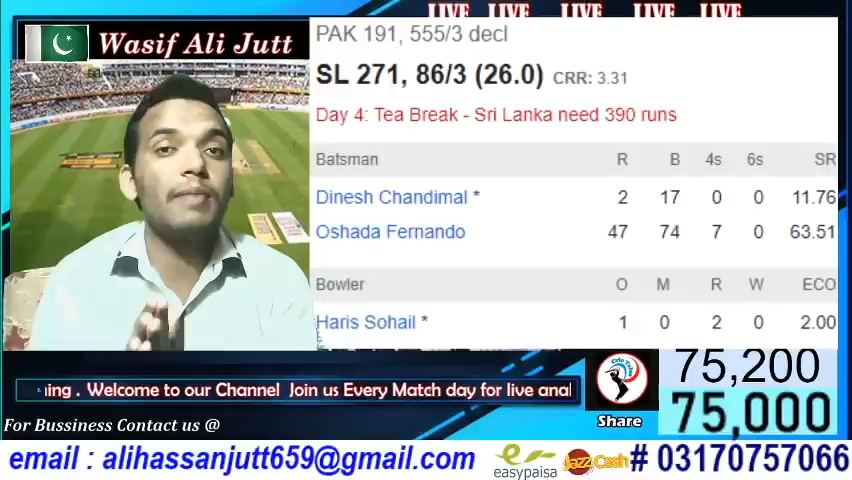 LIVE LIVE LIVE LIVE LIVE
Wasif Ali Jutt
PAK 191, 555/3 decl
SL 271, 86/3 (26.0) CRR: 3.31
Day 4: Tea Break - Sri Lanka need 390 runs
Batsman R B 4s 6s SR
Dinesh Chandimal * 2 17 0 0 11.76
Oshada Fernando 47 74 7 0 63.51
Bowler O M R W ECO
Haris Sohail * 1 0 2 0 2.00
ning . Welcome to our Channel Join us Every Match day for live anal
Share
75,200
75,000
For Bussiness Contact us @
email : alihassanjutt659@gmail.com
easypaisa
JazzCash
# 03170757066